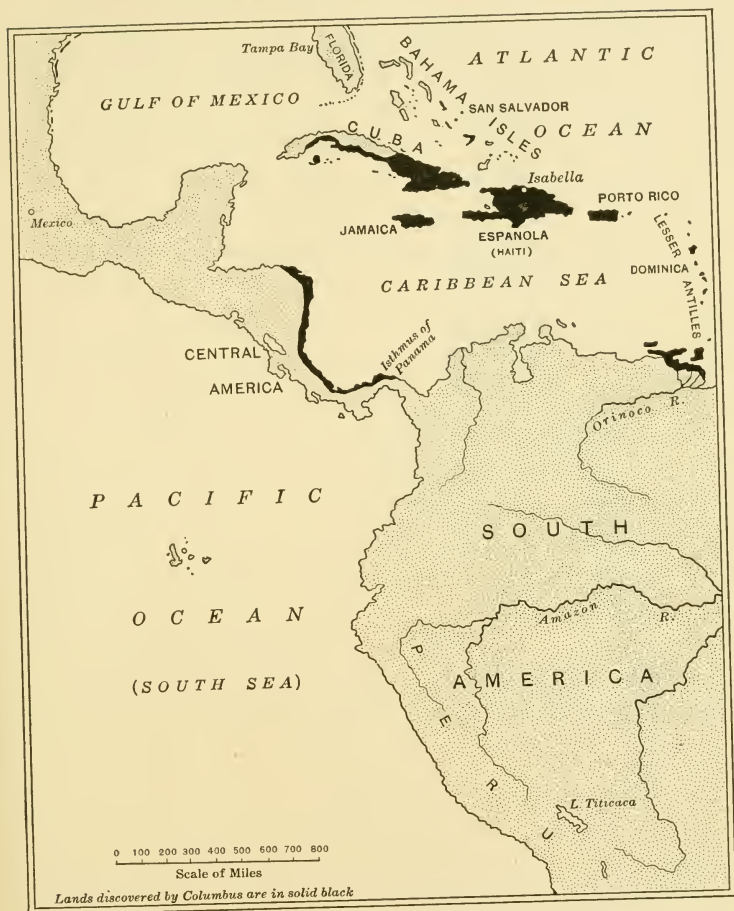 Tampa Bay
FLORIDA
BAHAMA ISLES
ATLANTIC
OCEAN
GULF OF MEXICO
SAN SALVADOR
CUBA
Isabella
PORTO RICO
Mexico
JAMAICA
ESPANOLA
(HAITI)
LESSER ANTILLES
DOMINICA
CARIBBEAN SEA
Isthmus of
Panama
CENTRAL
AMERICA
Orinoco R.
PACIFIC
OCEAN
(SOUTH SEA)
SOUTH
AMERICA
Amazon R.
PERU
L. Titicaca
0 100 200 300 400 500 600 700 800
Scale of Miles
Lands discovered by Columbus are in solid black